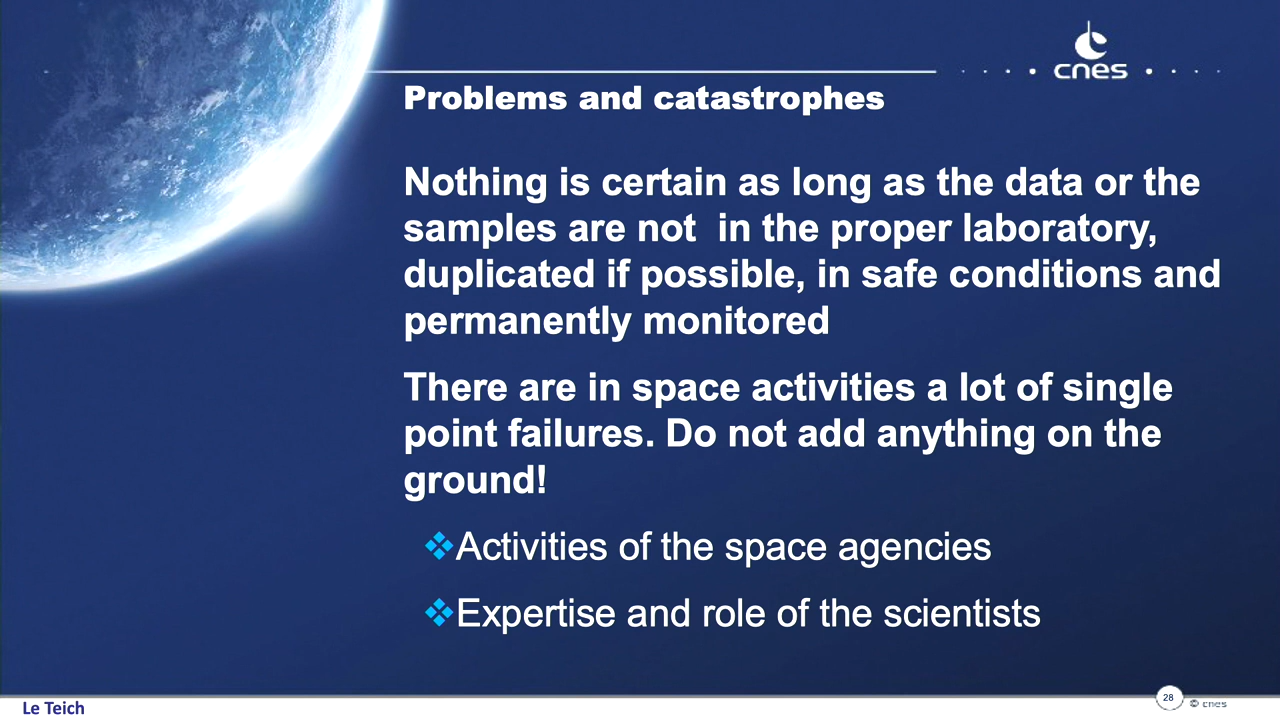 cnes
Problems and catastrophes
Nothing is certain as long as the data or the
samples are not  in the proper laboratory,
duplicated if possible, in safe conditions and
permanently monitored
There are in space activities a lot of single
point failures. Do not add anything on the
ground!
❖Activities of the space agencies
❖Expertise and role of the scientists
Le Teich
28
© cnes